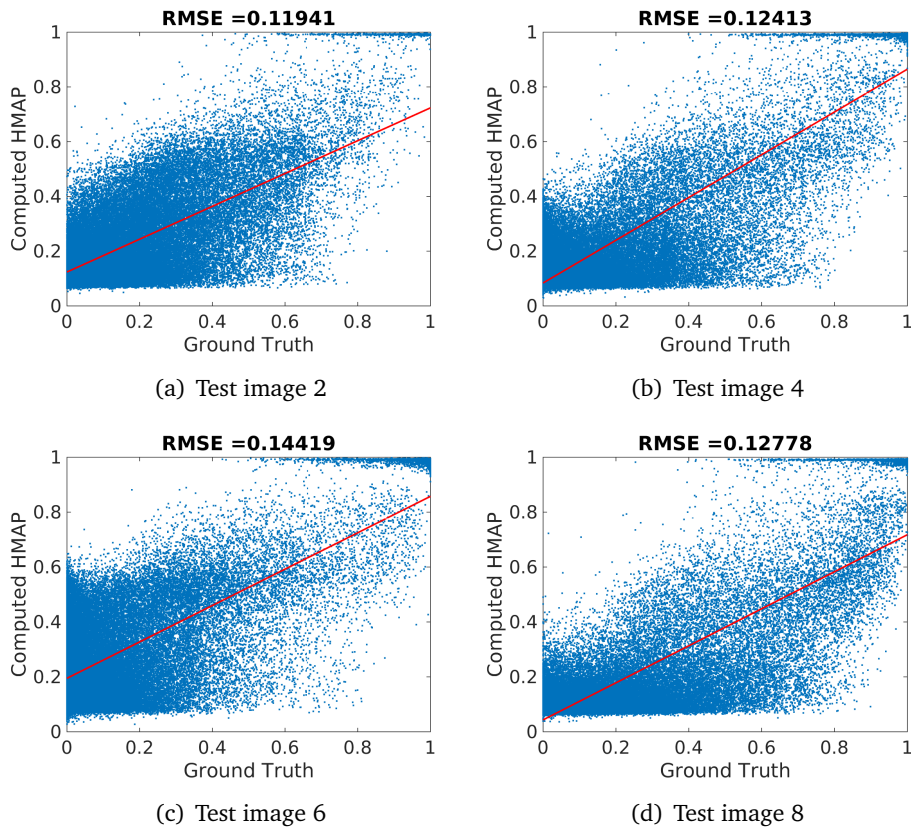 RMSE =0.11941
Computed HMAP
1
0.8
0.6
0.4
0.2
0
0 0.2 0.4 0.6 0.8 1
Ground Truth
(a) Test image 2
RMSE =0.12413
Computed HMAP
1
0.8
0.6
0.4
0.2
0
0 0.2 0.4 0.6 0.8 1
Ground Truth
(b) Test image 4
RMSE =0.14419
Computed HMAP
1
0.8
0.6
0.4
0.2
0
0 0.2 0.4 0.6 0.8 1
Ground Truth
(c) Test image 6
RMSE =0.12778
Computed HMAP
1
0.8
0.6
0.4
0.2
0
0 0.2 0.4 0.6 0.8 1
Ground Truth
(d) Test image 8